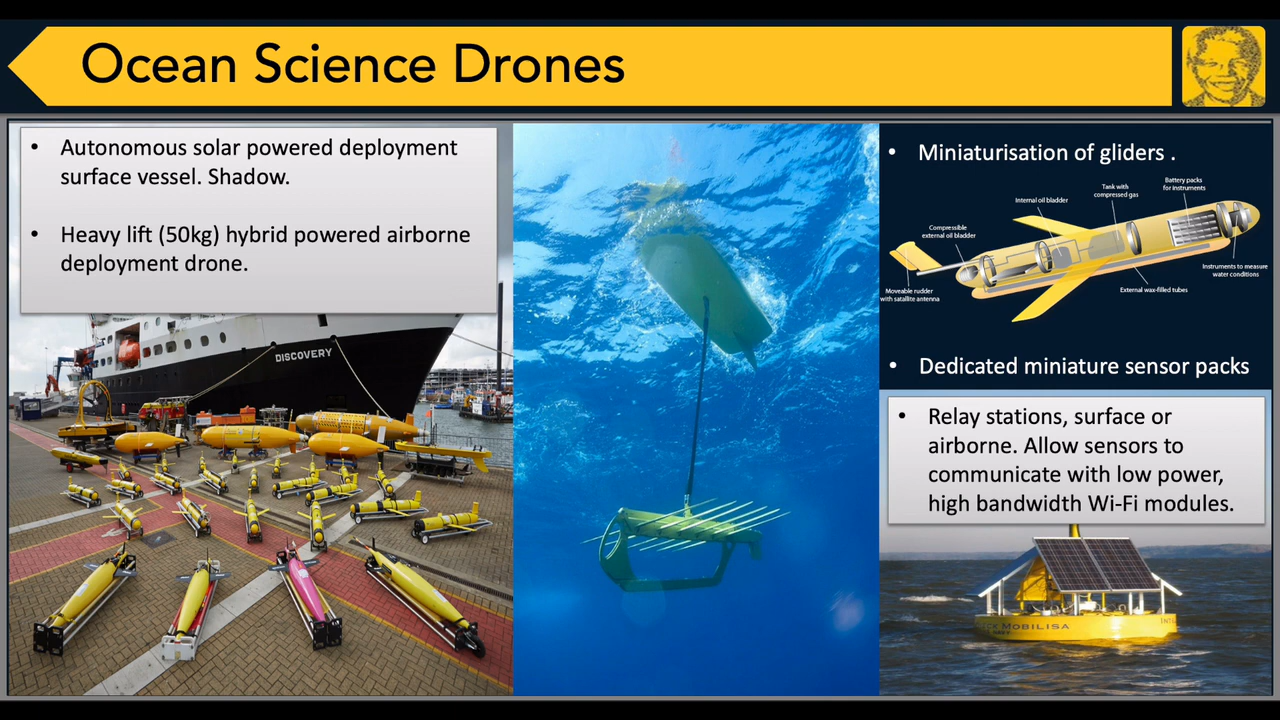 Ocean Science Drones
• Autonomous solar powered deployment
surface vessel. Shadow.
• Heavy lift (50kg) hybrid powered airborne
deployment drone.
DISCOVERY
• Miniaturisation of gliders .
Battery packs
for instruments
Tank with
compressed gas
Internal oil bladder
Compressible
external oil bladder
Instruments to measure
water conditions
External wax-filled tubes
Moveable rudder
with satallite antenna
• Dedicated miniature sensor packs
• Relay stations, surface or
airborne. Allow sensors to
communicate with low power,
high bandwidth Wi-Fi modules.
MOBILISA